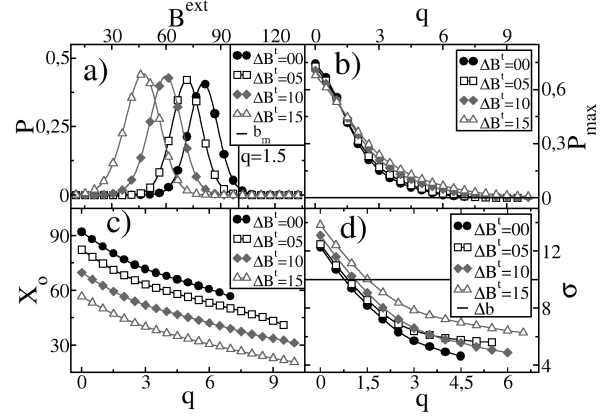 B^ext
30 60 90 120
q
0 3 6 9
a)
P
0,5
0,25
0
ΔB^t=00
ΔB^t=05
ΔB^t=10
ΔB^t=15
b_m
q=1.5
b)
P_max
0,6
0,3
0
ΔB^t=00
ΔB^t=05
ΔB^t=10
ΔB^t=15
c)
X_o
90
60
30
ΔB^t=00
ΔB^t=05
ΔB^t=10
ΔB^t=15
0 3 6 9
q
d)
σ
12
10
8
6
4
ΔB^t=00
ΔB^t=05
ΔB^t=10
ΔB^t=15
Δb
0 1,5 3 4,5 6
q